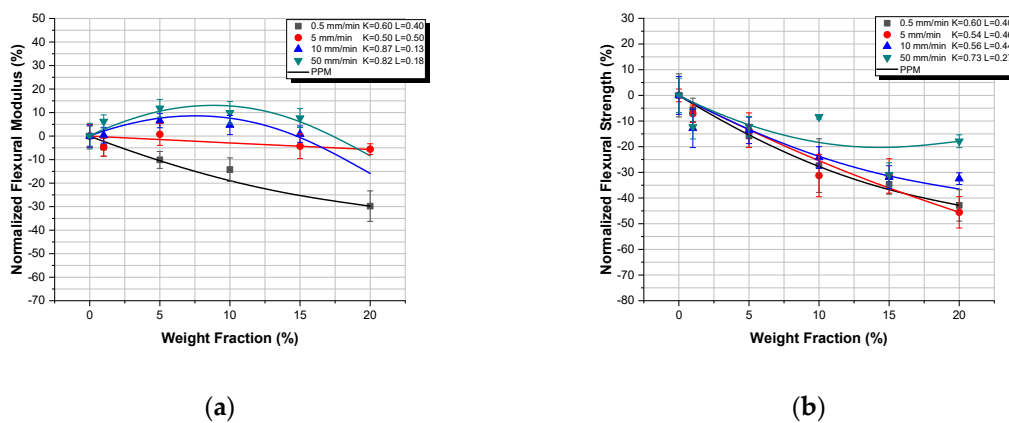 50
40
30
20
10
0
-10
-20
-30
-40
-50
-60
-70
Normalized Flexural Modulus (%)
0.5 mm/min K=0.60 L=0.40
5 mm/min K=0.50 L=0.50
10 mm/min K=0.87 L=0.13
50 mm/min K=0.82 L=0.18
PPM
0 5 10 15 20
Weight Fraction (%)
(a)
30
20
10
0
-10
-20
-30
-40
-50
-60
-70
-80
Normalized Flexural Strength (%)
0.5 mm/min K=0.60 L=0.40
5 mm/min K=0.54 L=0.46
10 mm/min K=0.56 L=0.44
50 mm/min K=0.73 L=0.27
PPM
0 5 10 15 20
Weight Fraction (%)
(b)